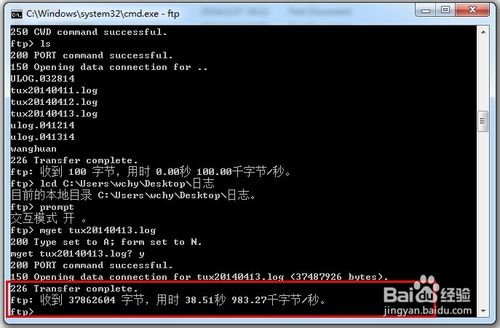 C:\Windows\system32\cmd.exe - ftp
250 CWD command successful.
ftp> ls
200 PORT command successful.
150 Opening data connection for ..
ULOG.032814
tux20140411.log
tux20140412.log
tux20140413.log
ulog.041214
ulog.041314
wanghuan
226 Transfer complete.
ftp: 收到 100 字节，用时 0.00秒 100.00千字节/秒。
ftp> lcd C:\Users\wchy\Desktop\日志
目前的本地目录 C:\Users\wchy\Desktop\日志。
ftp> prompt
交互模式 开 。
ftp> mget tux20140413.log
200 Type set to A; form set to N.
mget tux20140413.log? y
200 PORT command successful.
150 Opening data connection for tux20140413.log (37487926 bytes).
226 Transfer complete.
ftp: 收到 37862604 字节，用时 38.51秒 983.27千字节/秒。
ftp>
Baidu 经验
jingyan.baidu.com